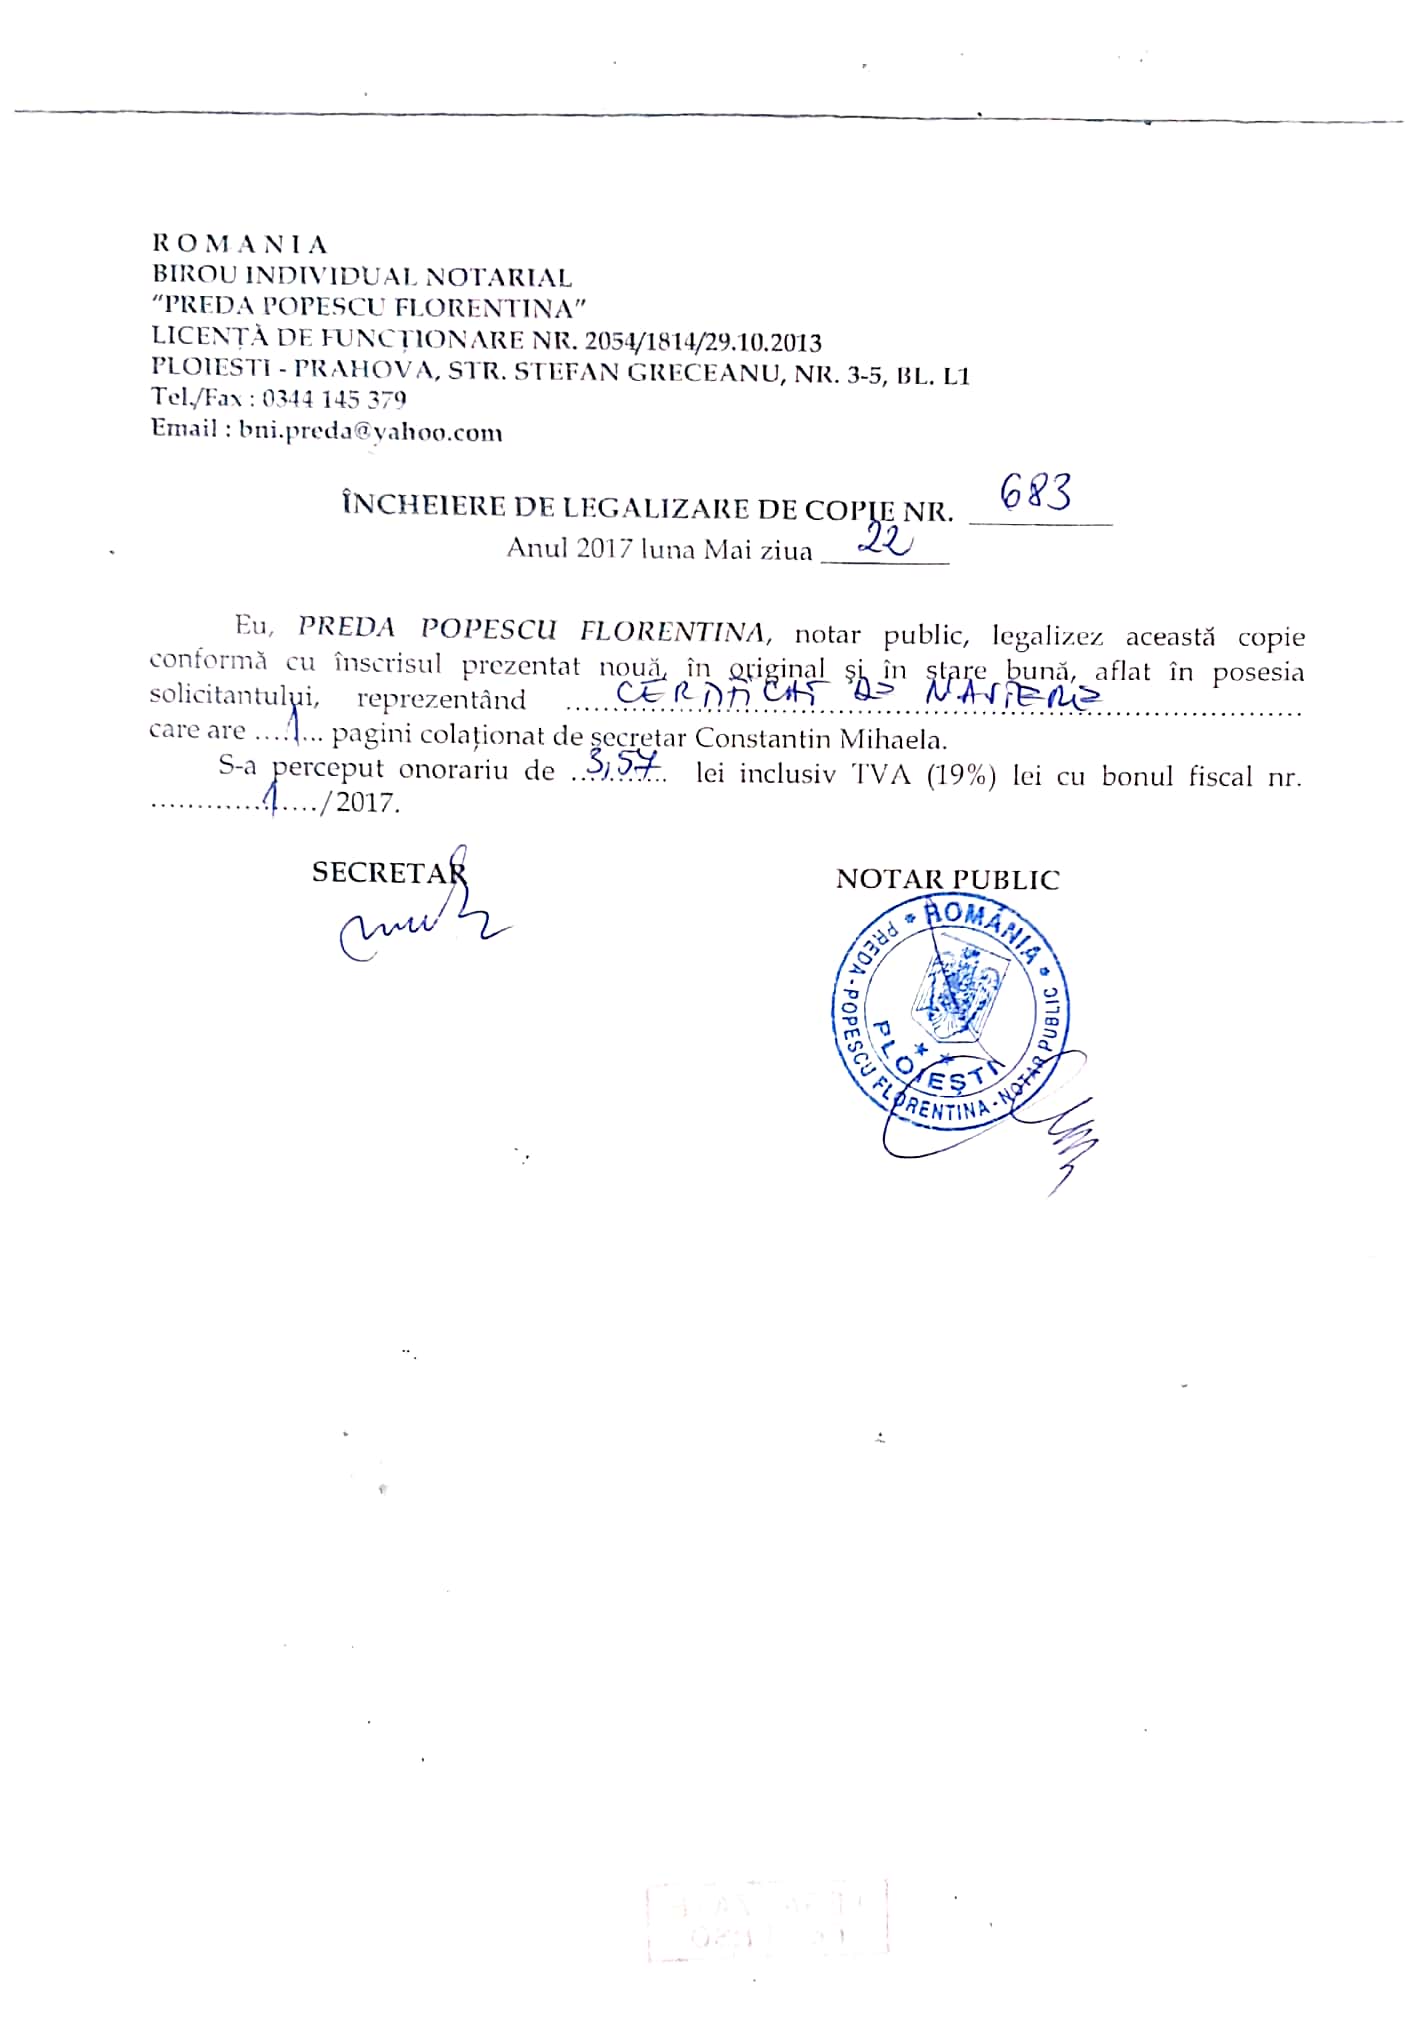 R O M A N I A
BIROU INDIVIDUAL NOTARIAL
"PREDA POPESCU FLORENTINA"
LICENȚĂ DE FUNCȚIONARE NR. 2054/1814/29.10.2013
PLOIESTI - PRAHOVA, STR. STEFAN GRECEANU, NR. 3-5, BL. L1
Tel./Fax : 0344 145 379
Email : bni.preda@yahoo.com
ÎNCHEIERE DE LEGALIZARE DE COPIE NR. 683
Anul 2017 luna Mai ziua 22
Eu, PREDA POPESCU FLORENTINA, notar public, legalizez această copie
conformă cu înscrisul prezentat nouă, în original și în stare bună, aflat în posesia
solicitantului, reprezentând CERTIFICAT DE NAȘTERE
care are ....1.... pagini colaționat de secretar Constantin Mihaela.
S-a perceput onorariu de 3,57 lei inclusiv TVA (19%) lei cu bonul fiscal nr.
............1...../2017.
SECRETAR
NOTAR PUBLIC
* ROMÂNIA *
PREDA-POPESCU FLORENTINA-NOTAR PUBLIC
PLOIEȘTI